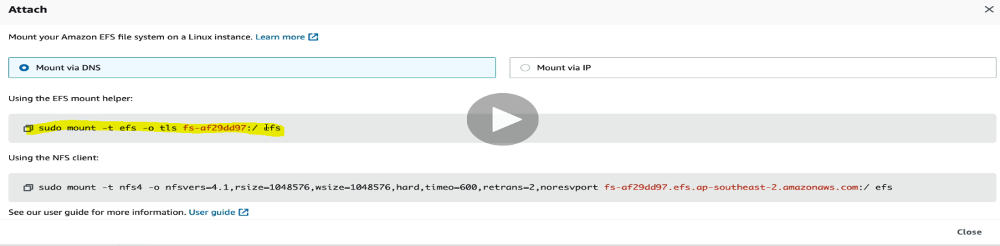 Attach
Mount your Amazon EFS file system on a Linux instance. Learn more
Mount via DNS
Mount via IP
Using the EFS mount helper:
sudo mount -t efs -o tls fs-af29dd97:/ efs
Using the NFS client:
sudo mount -t nfs4 -o nfsvers=4.1,rsize=1048576,wsize=1048576,hard,timeo=600,retrans=2,noresvport fs-af29dd97.efs.ap-southeast-2.amazonaws.com:/ efs
See our user guide for more information. User guide
Close